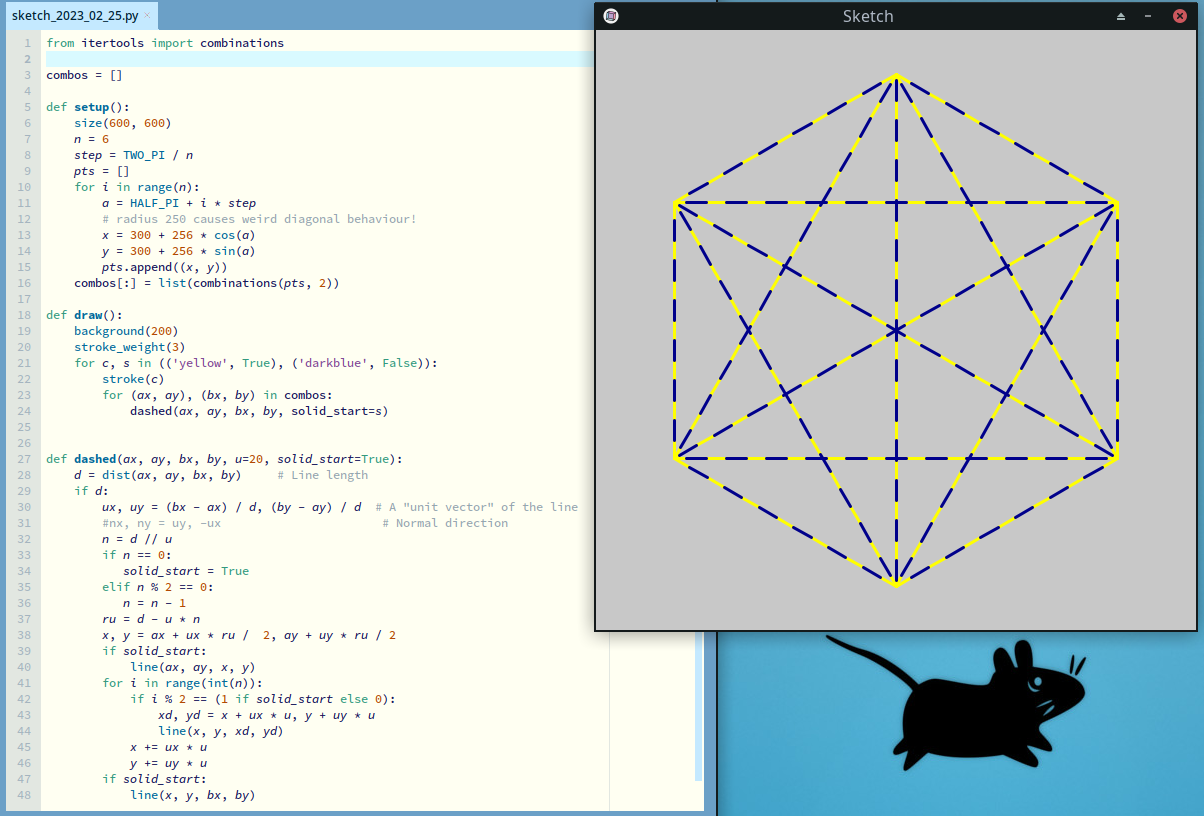 sketch_2023_02_25.py ×
Sketch
1 from itertools import combinations
2
3 combos = []
4
5 def setup():
6     size(600, 600)
7     n = 6
8     step = TWO_PI / n
9     pts = []
10     for i in range(n):
11         a = HALF_PI + i * step
12         # radius 250 causes weird diagonal behaviour!
13         x = 300 + 256 * cos(a)
14         y = 300 + 256 * sin(a)
15         pts.append((x, y))
16     combos[:] = list(combinations(pts, 2))
17
18 def draw():
19     background(200)
20     stroke_weight(3)
21     for c, s in (('yellow', True), ('darkblue', False)):
22         stroke(c)
23         for (ax, ay), (bx, by) in combos:
24             dashed(ax, ay, bx, by, solid_start=s)
25
26
27 def dashed(ax, ay, bx, by, u=20, solid_start=True):
28     d = dist(ax, ay, bx, by)     # Line length
29     if d:
30         ux, uy = (bx - ax) / d, (by - ay) / d  # A "unit vector" of the line
31         #nx, ny = uy, -ux                       # Normal direction
32         n = d // u
33         if n == 0:
34            solid_start = True
35         elif n % 2 == 0:
36            n = n - 1
37         ru = d - u * n
38         x, y = ax + ux * ru /  2, ay + uy * ru / 2
39         if solid_start:
40             line(ax, ay, x, y)
41         for i in range(int(n)):
42             if i % 2 == (1 if solid_start else 0):
43                 xd, yd = x + ux * u, y + uy * u
44                 line(x, y, xd, yd)
45             x += ux * u
46             y += uy * u
47         if solid_start:
48             line(x, y, bx, by)